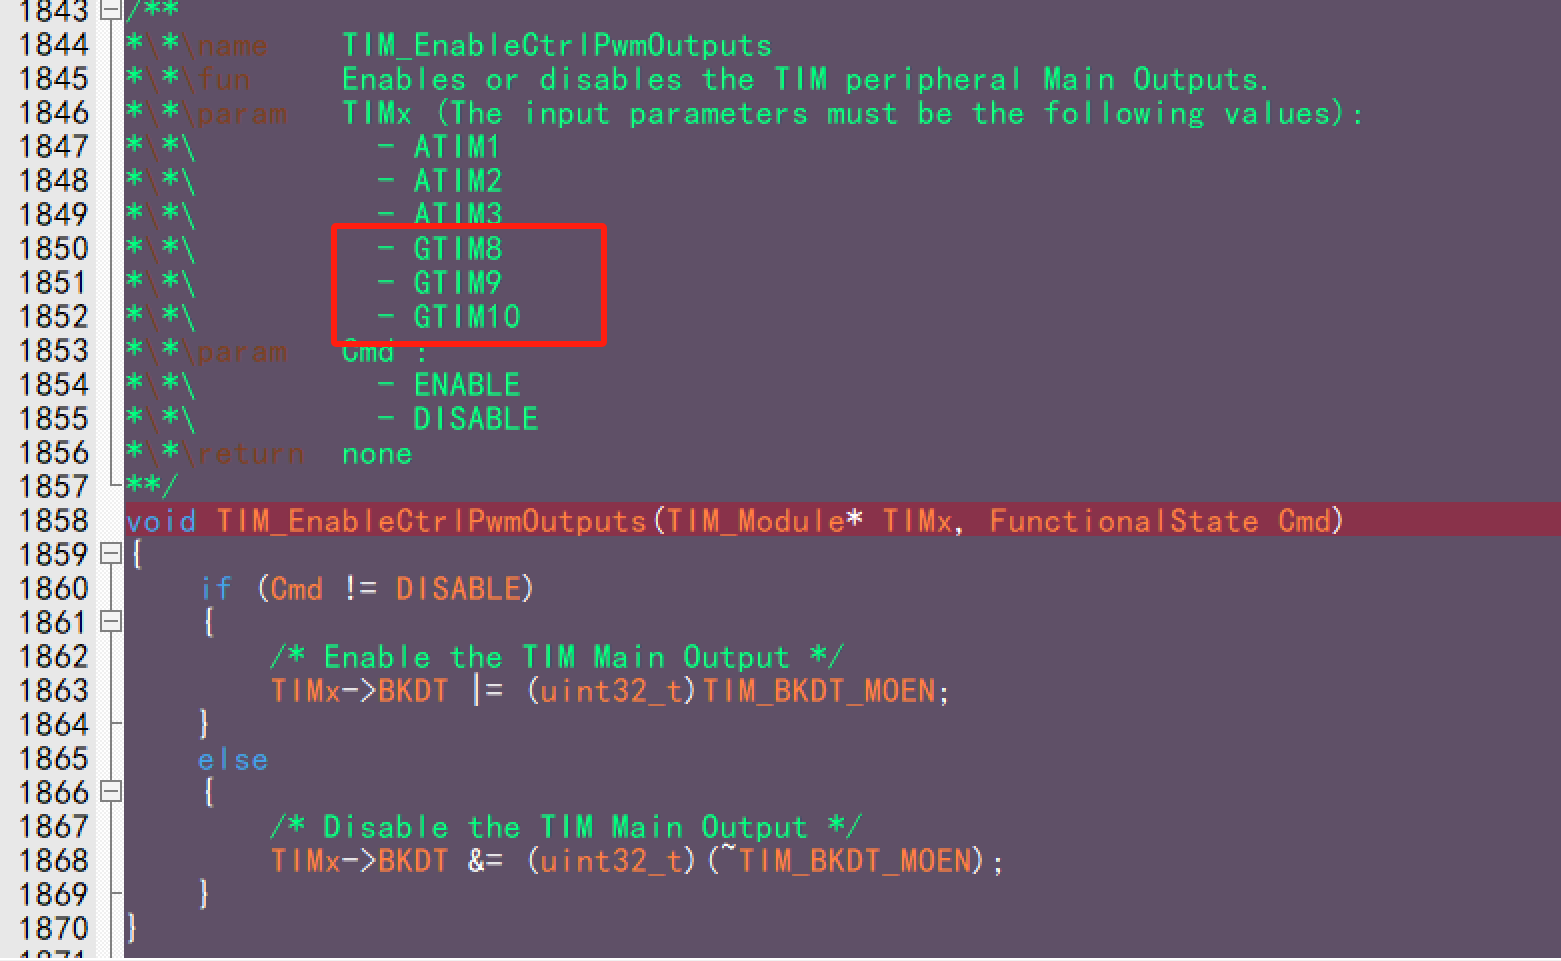 1843 /**
1844 *\*\name    TIM_EnableCtrlPwmOutputs
1845 *\*\fun     Enables or disables the TIM peripheral Main Outputs.
1846 *\*\param   TIMx (The input parameters must be the following values):
1847 *\*\          - ATIM1
1848 *\*\          - ATIM2
1849 *\*\          - ATIM3
1850 *\*\          - GTIM8
1851 *\*\          - GTIM9
1852 *\*\          - GTIM10
1853 *\*\param   Cmd :
1854 *\*\          - ENABLE
1855 *\*\          - DISABLE
1856 *\*\return  none
1857 **/
1858 void TIM_EnableCtrlPwmOutputs(TIM_Module* TIMx, FunctionalState Cmd)
1859 {
1860     if (Cmd != DISABLE)
1861     {
1862         /* Enable the TIM Main Output */
1863         TIMx->BKDT |= (uint32_t)TIM_BKDT_MOEN;
1864     }
1865     else
1866     {
1867         /* Disable the TIM Main Output */
1868         TIMx->BKDT &= (uint32_t)(~TIM_BKDT_MOEN);
1869     }
1870 }
1871